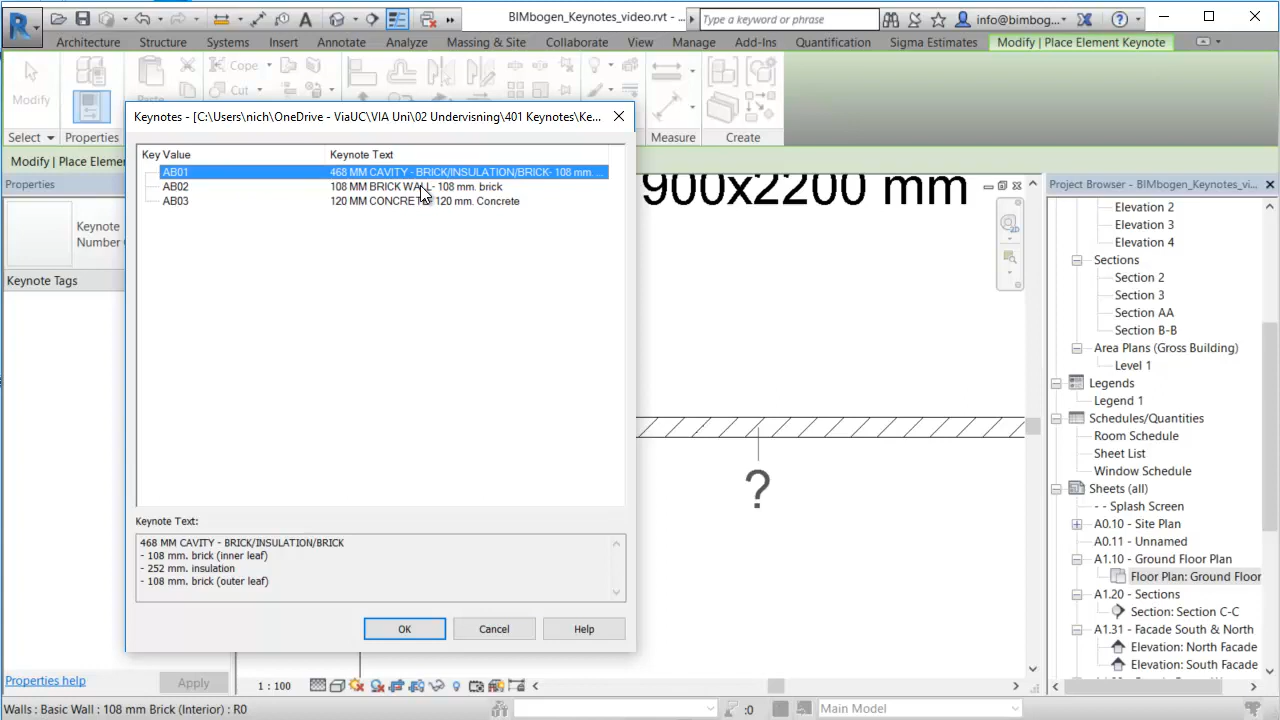 BIMbogen_Keynotes_video.rvt - ...
Type a keyword or phrase
info@bimbog...
Architecture Structure Systems Insert Annotate Analyze Massing & Site Collaborate View Manage Add-Ins Quantification Sigma Estimates Modify | Place Element Keynote
Modify
Paste
Cope
Cut
Select Properties Measure Create
Modify | Place Elemen
Properties
Keynote
Number
Keynote Tags
Properties help
Apply
Keynotes - [C:\Users\nich\OneDrive - ViaUC\VIA Uni\02 Undervisning\401 Keynotes\Ke...
Key Value Keynote Text
AB01 468 MM CAVITY - BRICK/INSULATION/BRICK- 108 mm. ...
AB02 108 MM BRICK WALL- 108 mm. brick
AB03 120 MM CONCRETE 120 mm. Concrete
Keynote Text:
468 MM CAVITY - BRICK/INSULATION/BRICK
- 108 mm. brick (inner leaf)
- 252 mm. insulation
- 108 mm. brick (outer leaf)
OK Cancel Help
900x2200 mm
?
2D
Project Browser - BIMbogen_Keynotes_vi...
Elevation 2
Elevation 3
Elevation 4
Sections
Section 2
Section 3
Section AA
Section B-B
Area Plans (Gross Building)
Level 1
Legends
Legend 1
Schedules/Quantities
Room Schedule
Sheet List
Window Schedule
Sheets (all)
- - Splash Screen
A0.10 - Site Plan
A0.11 - Unnamed
A1.10 - Ground Floor Plan
Floor Plan: Ground Floor
A1.20 - Sections
Section: Section C-C
A1.31 - Facade South & North
Elevation: North Facade
Elevation: South Facade
1 : 100
Walls : Basic Wall : 108 mm Brick (Interior) : R0
:0
Main Model